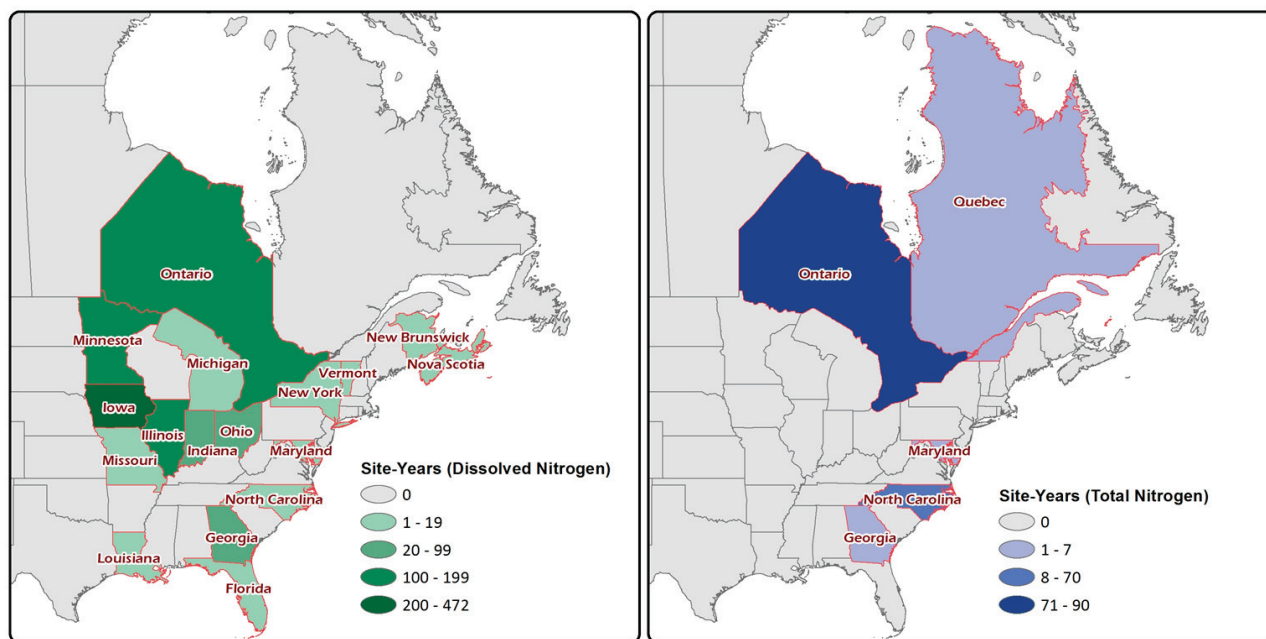 Ontario
Minnesota
Michigan
New Brunswick
Nova Scotia
Vermont
New York
Iowa
Illinois
Indiana
Ohio
Missouri
Maryland
North Carolina
Georgia
Louisiana
Florida
Site-Years (Dissolved Nitrogen)
0
1 - 19
20 - 99
100 - 199
200 - 472
Quebec
Ontario
Maryland
North Carolina
Georgia
Site-Years (Total Nitrogen)
0
1 - 7
8 - 70
71 - 90